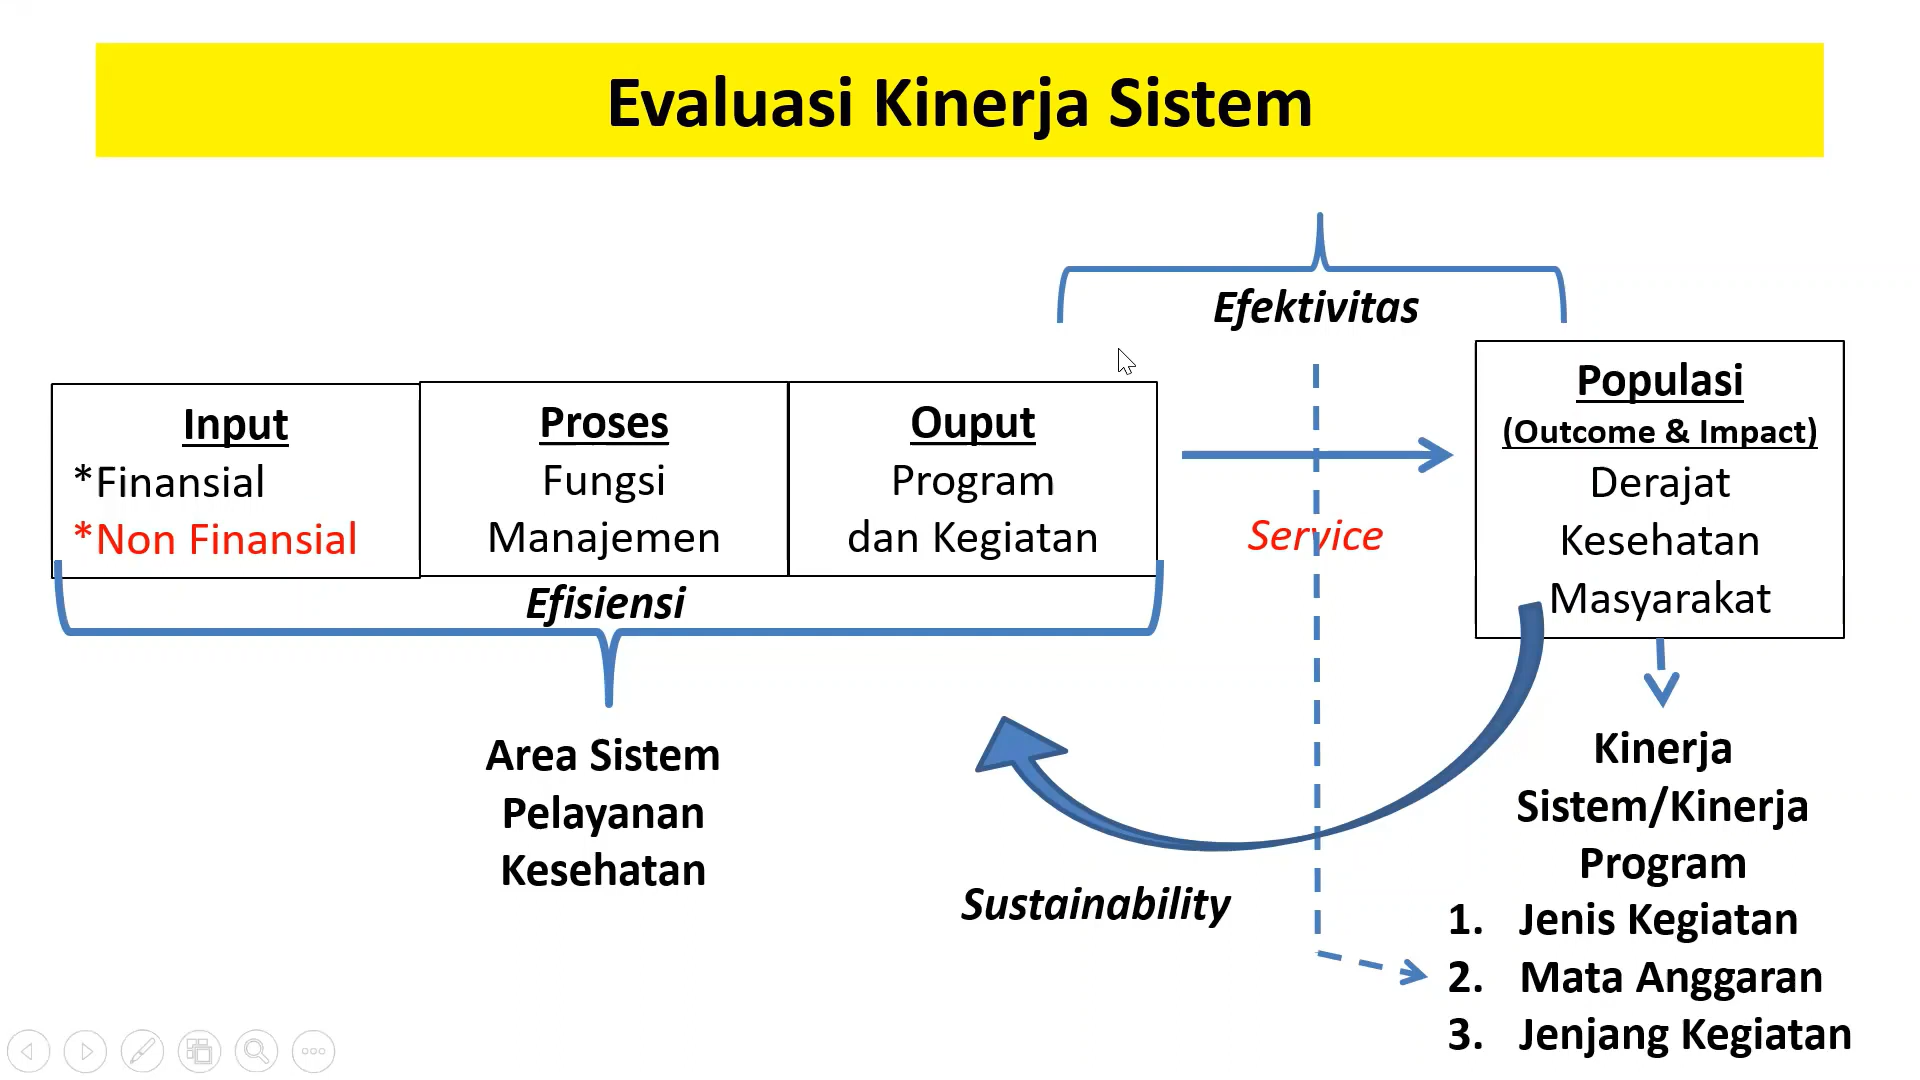 Evaluasi Kinerja Sistem
Efektivitas
Input
*Finansial
*Non Finansial
Proses
Fungsi
Manajemen
Ouput
Program
dan Kegiatan
Service
Populasi
(Outcome & Impact)
Derajat
Kesehatan
Masyarakat
Efisiensi
Area Sistem
Pelayanan
Kesehatan
Sustainability
Kinerja
Sistem/Kinerja
Program
1. Jenis Kegiatan
2. Mata Anggaran
3. Jenjang Kegiatan